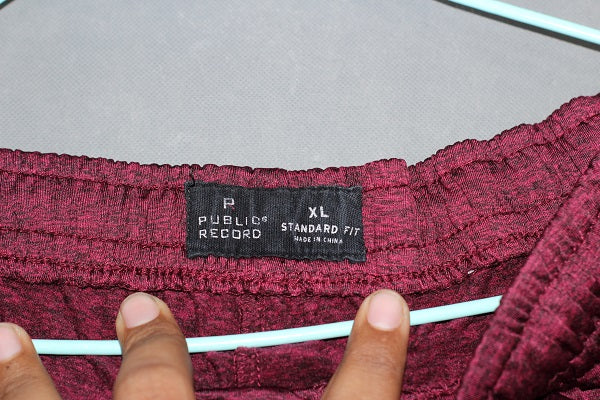 P
PUBLIC®
RECORD
XL
STANDARD FIT
MADE IN CHINA